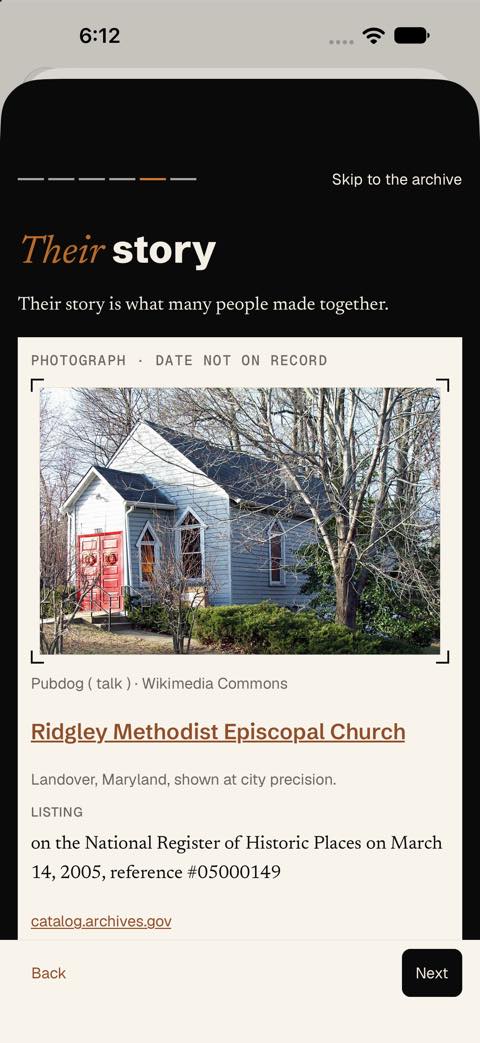 6:12
Skip to the archive
Their story
Their story is what many people made together.
PHOTOGRAPH · DATE NOT ON RECORD
Pubdog ( talk ) · Wikimedia Commons
Ridgley Methodist Episcopal Church
Landover, Maryland, shown at city precision.
LISTING
on the National Register of Historic Places on March
14, 2005, reference #05000149
catalog.archives.gov
Back
Next